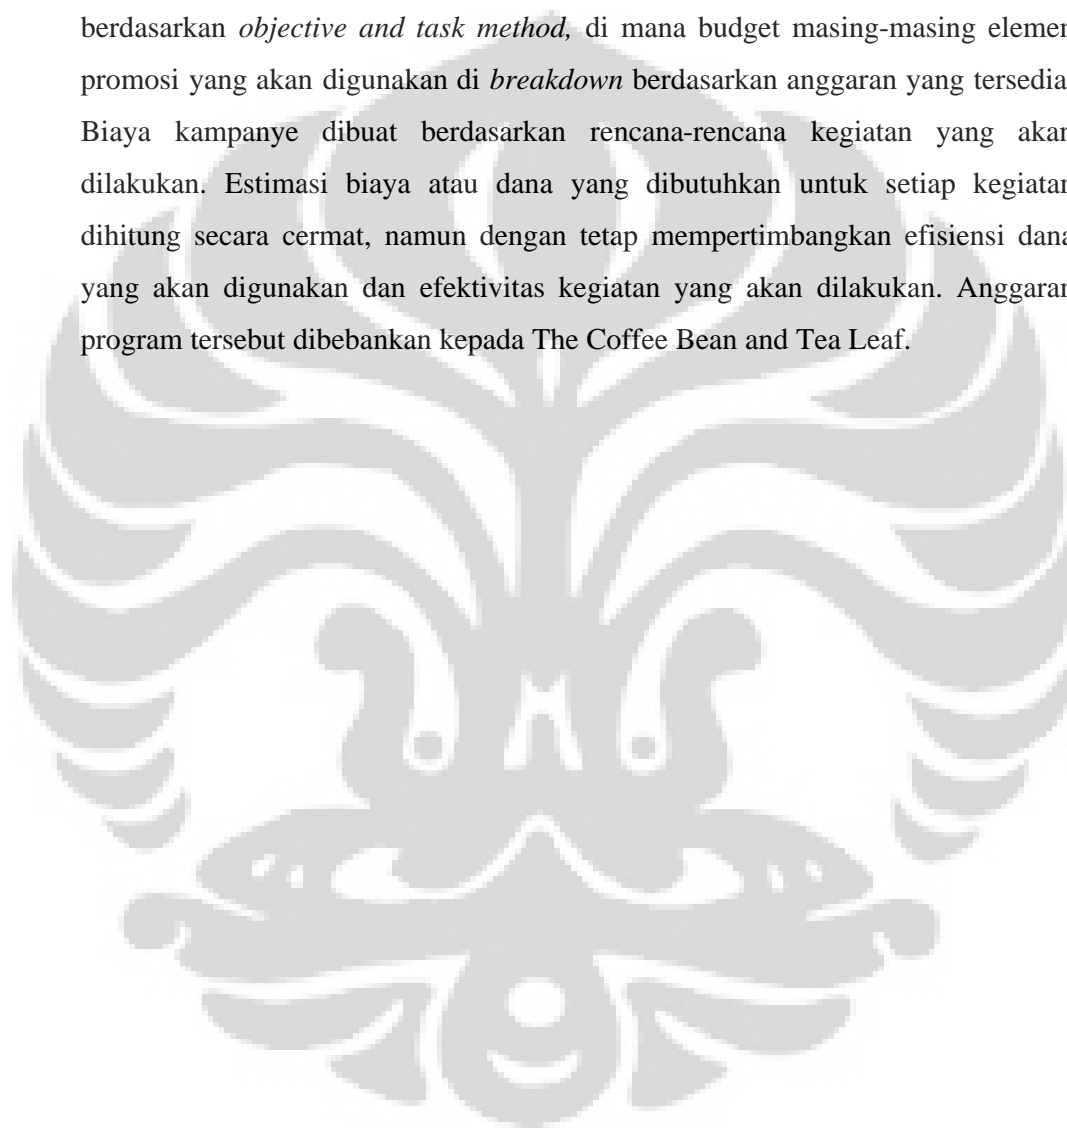 berdasarkan objective and task method, di mana budget masing-masing elemen
promosi yang akan digunakan di breakdown berdasarkan anggaran yang tersedia
Biaya kampanye dibuat berdasarkan rencana-rencana kegiatan yang akan
dilakukan. Estimasi biaya atau dana yang dibutuhkan untuk setiap kegiatan
dihitung secara cermat, namun dengan tetap mempertimbangkan efisiensi dana
yang akan digunakan dan efektivitas kegiatan yang akan dilakukan. Anggaran
program tersebut dibebankan kepada The Coffee Bean and Tea Leaf.